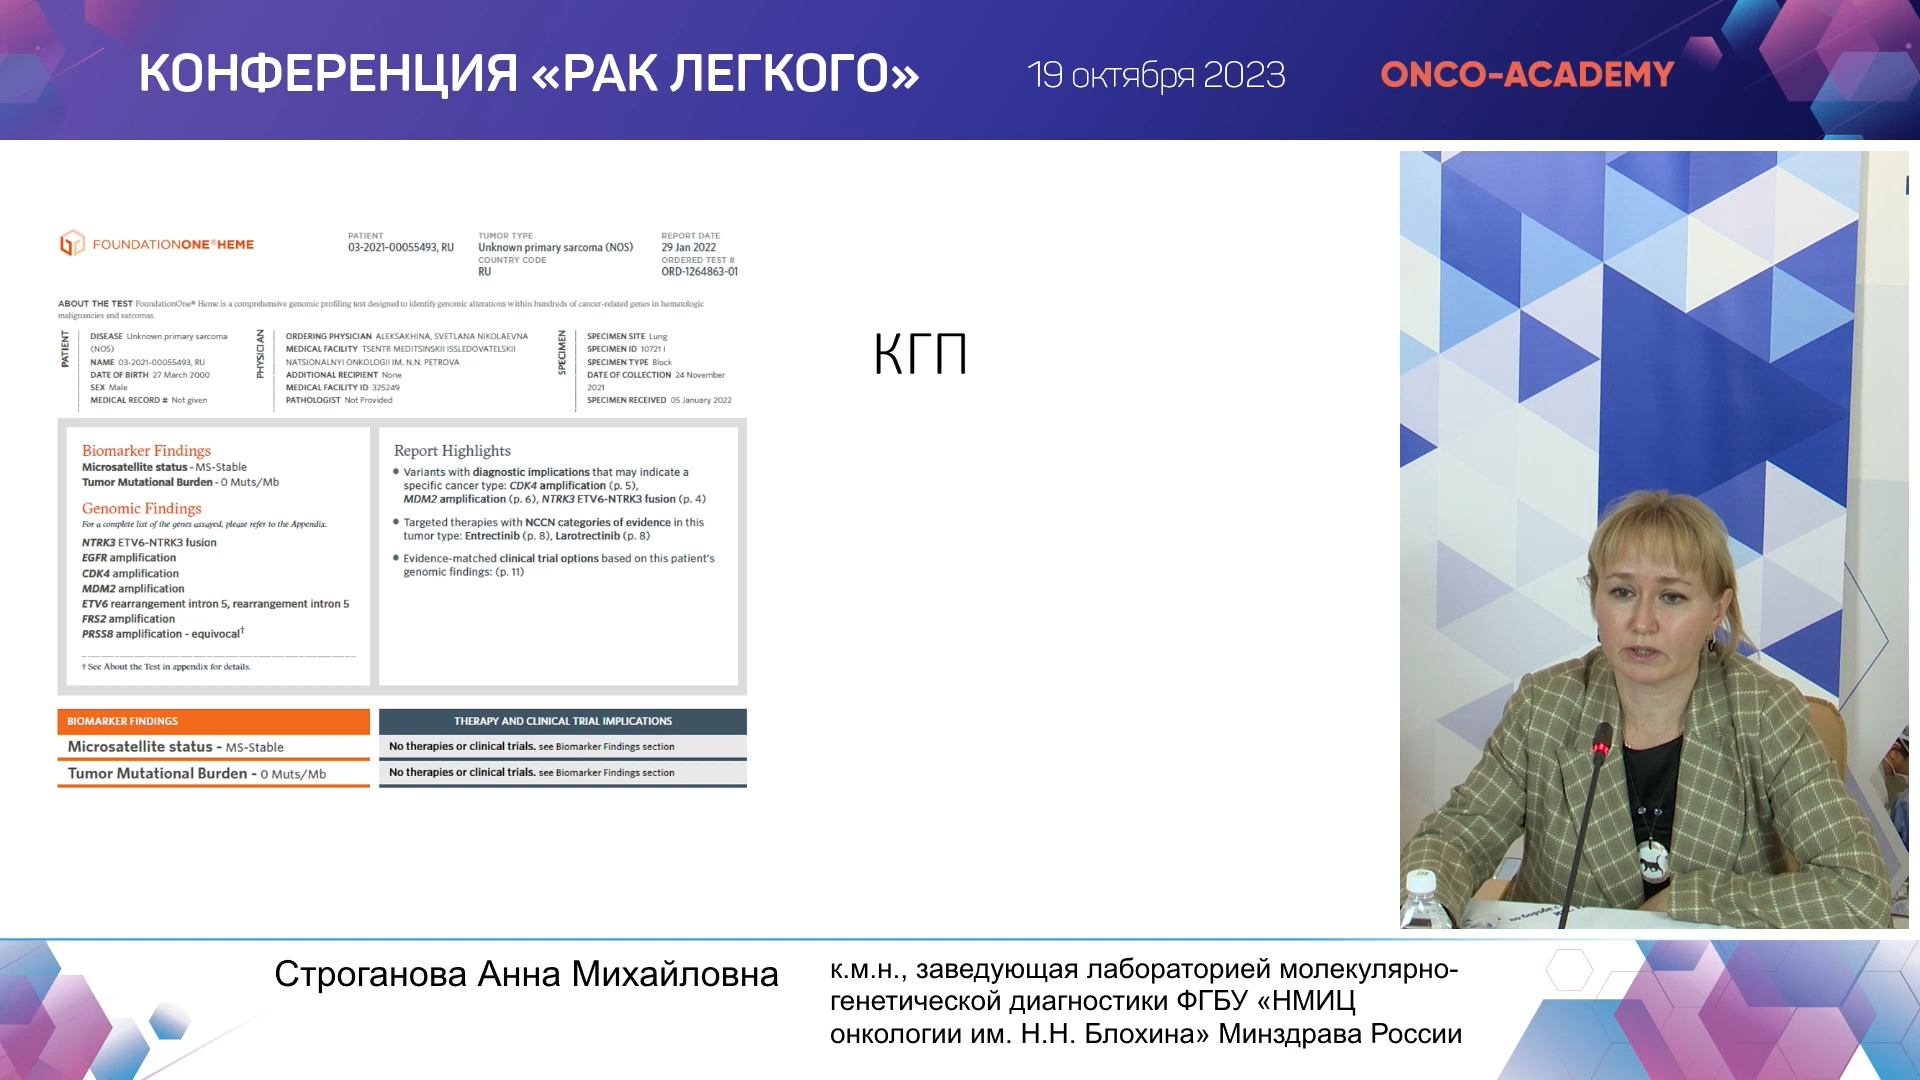 КОНФЕРЕНЦИЯ «РАК ЛЕГКОГО»
19 октября 2023
ONCO-ACADEMY
FOUNDATIONONE®HEME
PATIENT
03-2021-00055493, RU
TUMOR TYPE
Unknown primary sarcoma (NOS)
COUNTRY CODE
RU
REPORT DATE
29 Jan 2022
ORDERED TEST #
ORD-1264863-01
ABOUT THE TEST FoundationOne® Heme is a comprehensive genomic profiling test designed to identify genomic alterations within hundreds of cancer-related genes in hematologic
malignancies and sarcomas.
PATIENT
DISEASE Unknown primary sarcoma
(NOS)
NAME 03-2021-00055493, RU
DATE OF BIRTH 27 March 2000
SEX Male
MEDICAL RECORD # Not given
PHYSICIAN
ORDERING PHYSICIAN ALEKSAKHINA, SVETLANA NIKOLAEVNA
MEDICAL FACILITY TSENTR MEDITSINSKII ISSLEDOVATELSKII
NATSIONALNYI ONKOLOGII IM. N.N. PETROVA
ADDITIONAL RECIPIENT None
MEDICAL FACILITY ID 325249
PATHOLOGIST Not Provided
SPECIMEN
SPECIMEN SITE Lung
SPECIMEN ID 10721 I
SPECIMEN TYPE Block
DATE OF COLLECTION 24 November
2021
SPECIMEN RECEIVED 05 January 2022
Biomarker Findings
Microsatellite status - MS-Stable
Tumor Mutational Burden - 0 Muts/Mb
Genomic Findings
For a complete list of the genes assayed, please refer to the Appendix.
NTRK3 ETV6-NTRK3 fusion
EGFR amplification
CDK4 amplification
MDM2 amplification
ETV6 rearrangement intron 5, rearrangement intron 5
FRS2 amplification
PRSS8 amplification - equivocal†
† See About the Test in appendix for details.
Report Highlights
• Variants with diagnostic implications that may indicate a
specific cancer type: CDK4 amplification (p. 5),
MDM2 amplification (p. 6), NTRK3 ETV6-NTRK3 fusion (p. 4)
• Targeted therapies with NCCN categories of evidence in this
tumor type: Entrectinib (p. 8), Larotrectinib (p. 8)
• Evidence-matched clinical trial options based on this patient's
genomic findings: (p. 11)
BIOMARKER FINDINGS
THERAPY AND CLINICAL TRIAL IMPLICATIONS
Microsatellite status - MS-Stable
No therapies or clinical trials. see Biomarker Findings section
Tumor Mutational Burden - 0 Muts/Mb
No therapies or clinical trials. see Biomarker Findings section
КГП
Строганова Анна Михайловна
к.м.н., заведующая лабораторией молекулярно-
генетической диагностики ФГБУ «НМИЦ
онкологии им. Н.Н. Блохина» Минздрава России